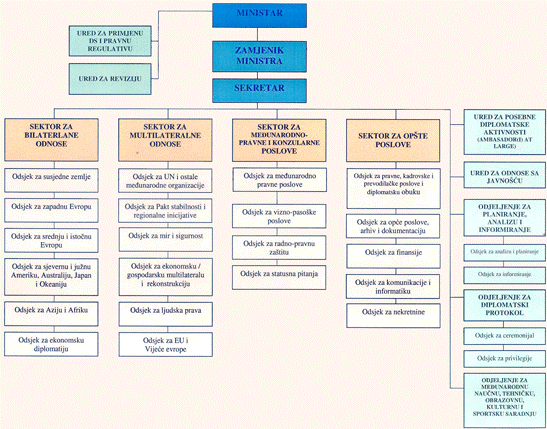 MINISTAR
URED ZA PRIMJENU
DS I PRAVNU
REGULATIVU
URED ZA REVIZIJU
ZAMJENIK
MINISTRA
SEKRETAR
SEKTOR ZA
BILATERLANE
ODNOSE
Odsjek za susjedne zemlje
Odsjek za zapadnu Evropu
Odsjek za srednju i istočnu
Evropu
Odsjek za sjevernu i južnu
Ameriku, Australiju, Japan
i Okeaniju
Odsjek za Aziju i Afriku
Odsjek za ekonomsku
diplomatiju
SEKTOR ZA
MULTILATERALNE
ODNOSE
Odsjek za UN i ostale
međunarodne organizacije
Odsjek za Pakt stabilnosti i
regionalne inicijative
Odsjek za mir i sigurnost
Odsjek za ekonomsku /
gospodarsku multilateralu
i rekonstrukciju
Odsjek za ljudska prava
Odsjek za EU i
Vijeće evrope
SEKTOR ZA
MEĐUNARODNO-
PRAVNE I KONZULARNE
POSLOVE
Odsjek za međunarodno
pravne poslove
Odsjek za vizno-pasoške
poslove
Odsjek za radno-pravnu
zaštitu
Odsjek za statusna pitanja
SEKTOR ZA OPŠTE
POSLOVE
Odsjek za pravne, kadrovske i
prevodilačke poslove i
diplomatsku obuku
Odsjek za opće poslove,
arhiv i dokumentaciju
Odsjek za finansije
Odsjek za komunikacije i
informatiku
Odsjek za nekretnine
URED ZA POSEBNE
DIPLOMATSKE
AKTIVNOSTI
(AMBASADOR(I) AT
LARGE)
URED ZA ODNOSE SA
JAVNOŠĆU
ODJELJENJE ZA
PLANIRANJE,
ANALIZU I
INFORMIRANJE
Odsjek za analizu i planiranje
Odsjek za informiranje
ODJELJENJE ZA
DIPLOMATSKI
PROTOKOL
Odsjek za ceremonijal
Odsjek za privilegije
ODJELJENJE ZA
MEĐUNARODNU
NAUČNU, TEHNIČKU,
OBRAZOVNU,
KULTURNU I
SPORTSKU SARADNJU